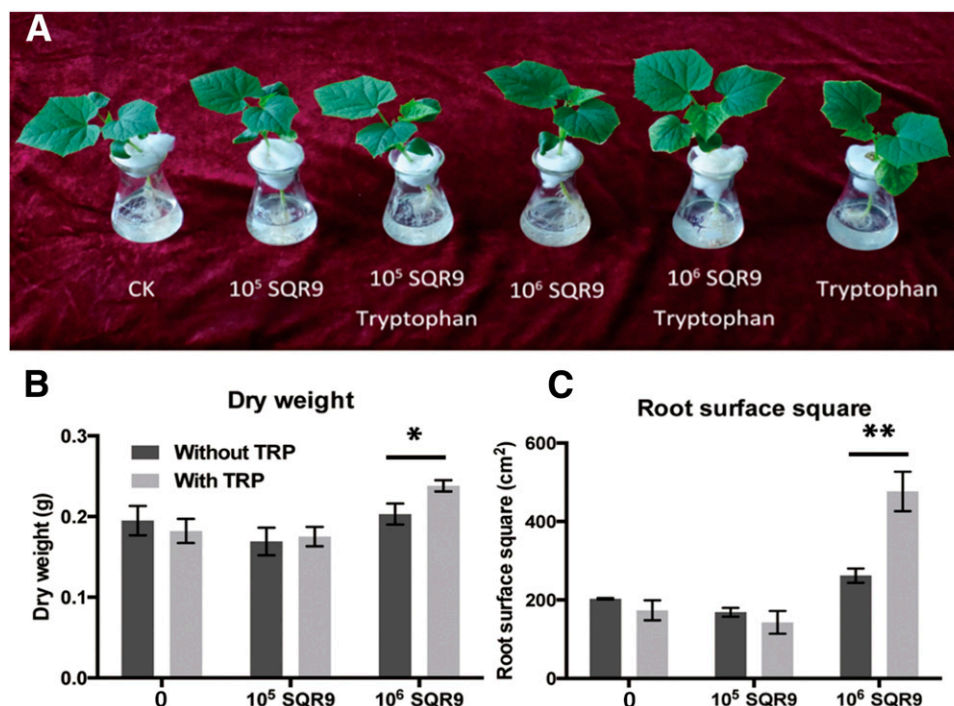 A
CK
10⁵ SQR9
10⁵ SQR9
Tryptophan
10⁶ SQR9
10⁶ SQR9
Tryptophan
Tryptophan
B
Dry weight
Without TRP
With TRP
*
Dry weight (g)
0.3
0.2
0.1
0.0
0
10⁵ SQR9
10⁶ SQR9
C
Root surface square
**
Root surface square (cm²)
600
400
200
0
0
10⁵ SQR9
10⁶ SQR9